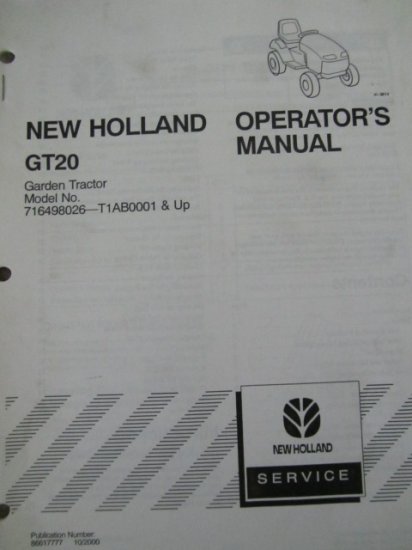 NEW HOLLAND
GT20
Garden Tractor
Model No.
716498026—T1AB0001 & Up
OPERATOR'S
MANUAL
NEW HOLLAND
SERVICE
Publication Number:
86617777 10/2000